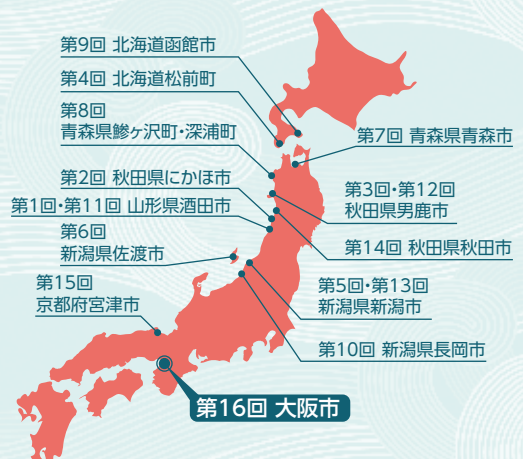 第9回 北海道函館市
第4回 北海道松前町
第8回
青森県鰺ヶ沢町・深浦町
第7回 青森県青森市
第2回 秋田県にかほ市
第3回・第12回
秋田県男鹿市
第1回・第11回 山形県酒田市
第6回
新潟県佐渡市
第14回 秋田県秋田市
第15回
京都府宮津市
第5回・第13回
新潟県新潟市
第10回 新潟県長岡市
第16回 大阪市